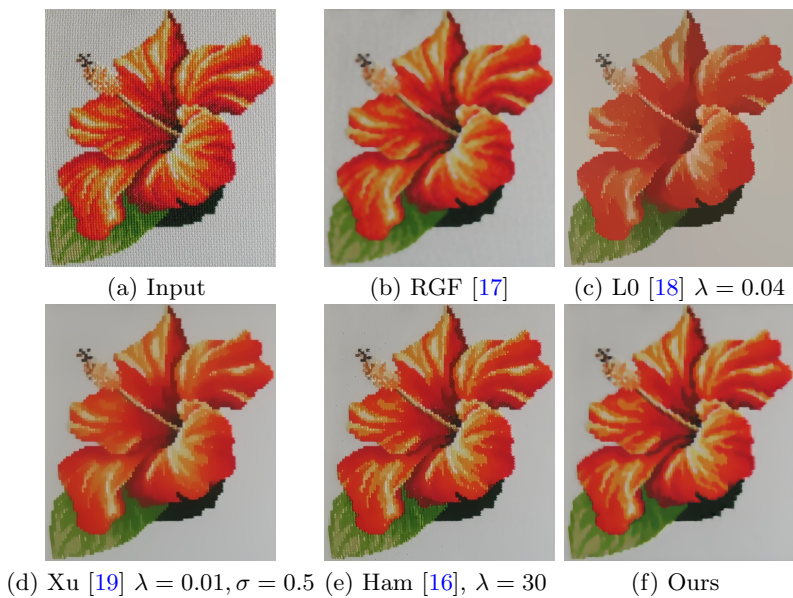 (a) Input
(b) RGF [17]
(c) L0 [18] λ = 0.04
(d) Xu [19] λ = 0.01, σ = 0.5
(e) Ham [16], λ = 30
(f) Ours